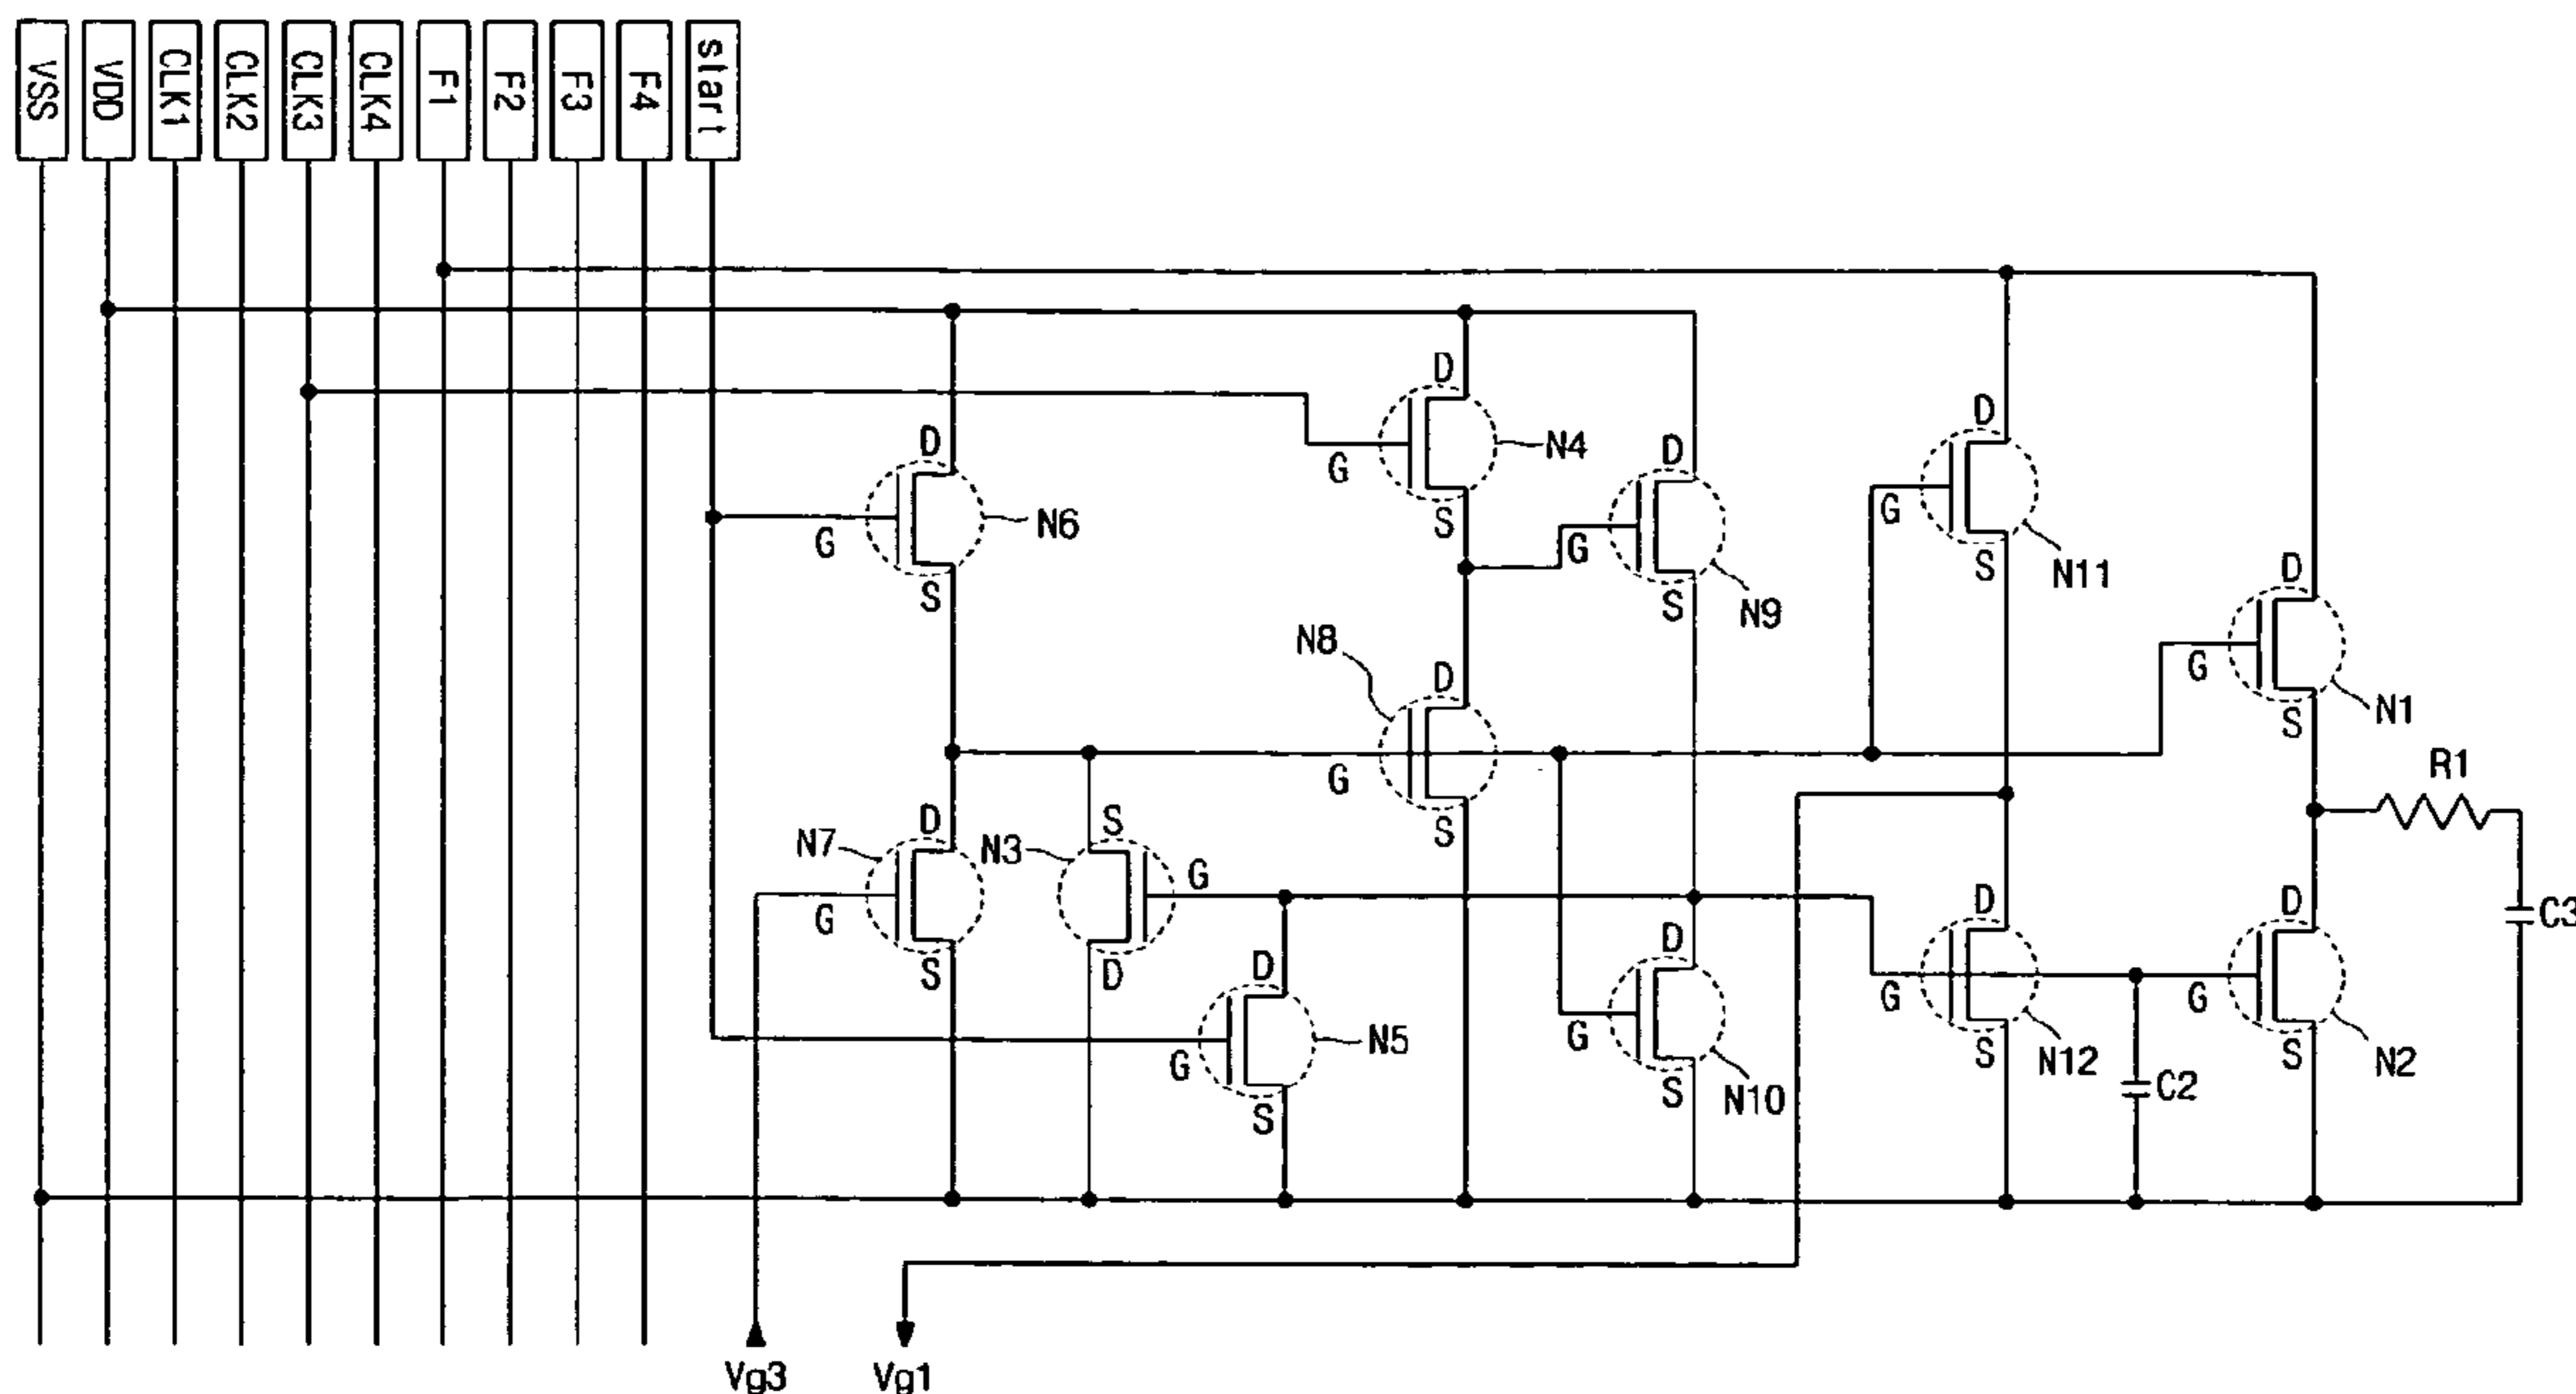 VSS
VDD
CLK1
CLK2
CLK3
CLK4
F1
F2
F3
F4
start
D
G
S
N4
D
G
S
N6
D
G
S
N9
D
G
S
N11
D
G
S
N1
N8
D
G
S
R1
N7
D
G
S
N3
S
G
D
D
G
S
N5
D
G
S
N10
D
G
S
N12
C2
D
G
S
N2
C3
Vg3
Vg1